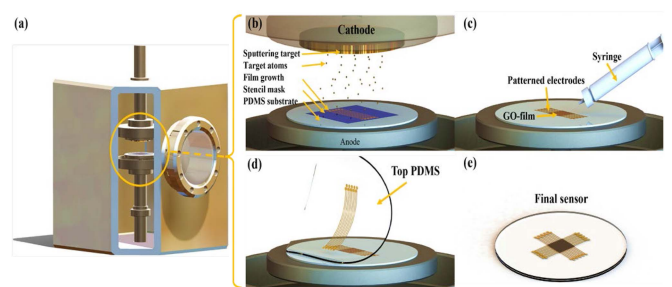 (a)
(b)
Cathode
Sputtering target
Target atoms
Film growth
Stencil mask
PDMS substrate
Anode
(c)
Syringe
Patterned electrodes
GO-film
(d)
Top PDMS
(e)
Final sensor